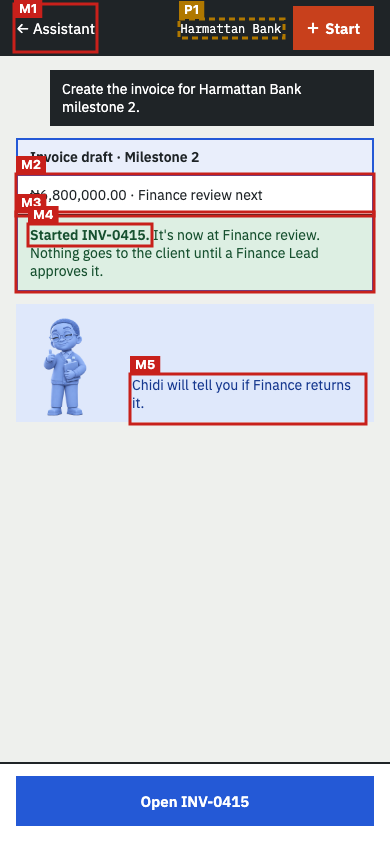 M1
← Assistant
P1
Harmattan Bank
+ Start
Create the invoice for Harmattan Bank
milestone 2.
Invoice draft · Milestone 2
M2
6,800,000.00 · Finance review next
M3
M4
Started INV-0415. It's now at Finance review.
Nothing goes to the client until a Finance Lead
approves it.
M5
Chidi will tell you if Finance returns
it.
Open INV-0415